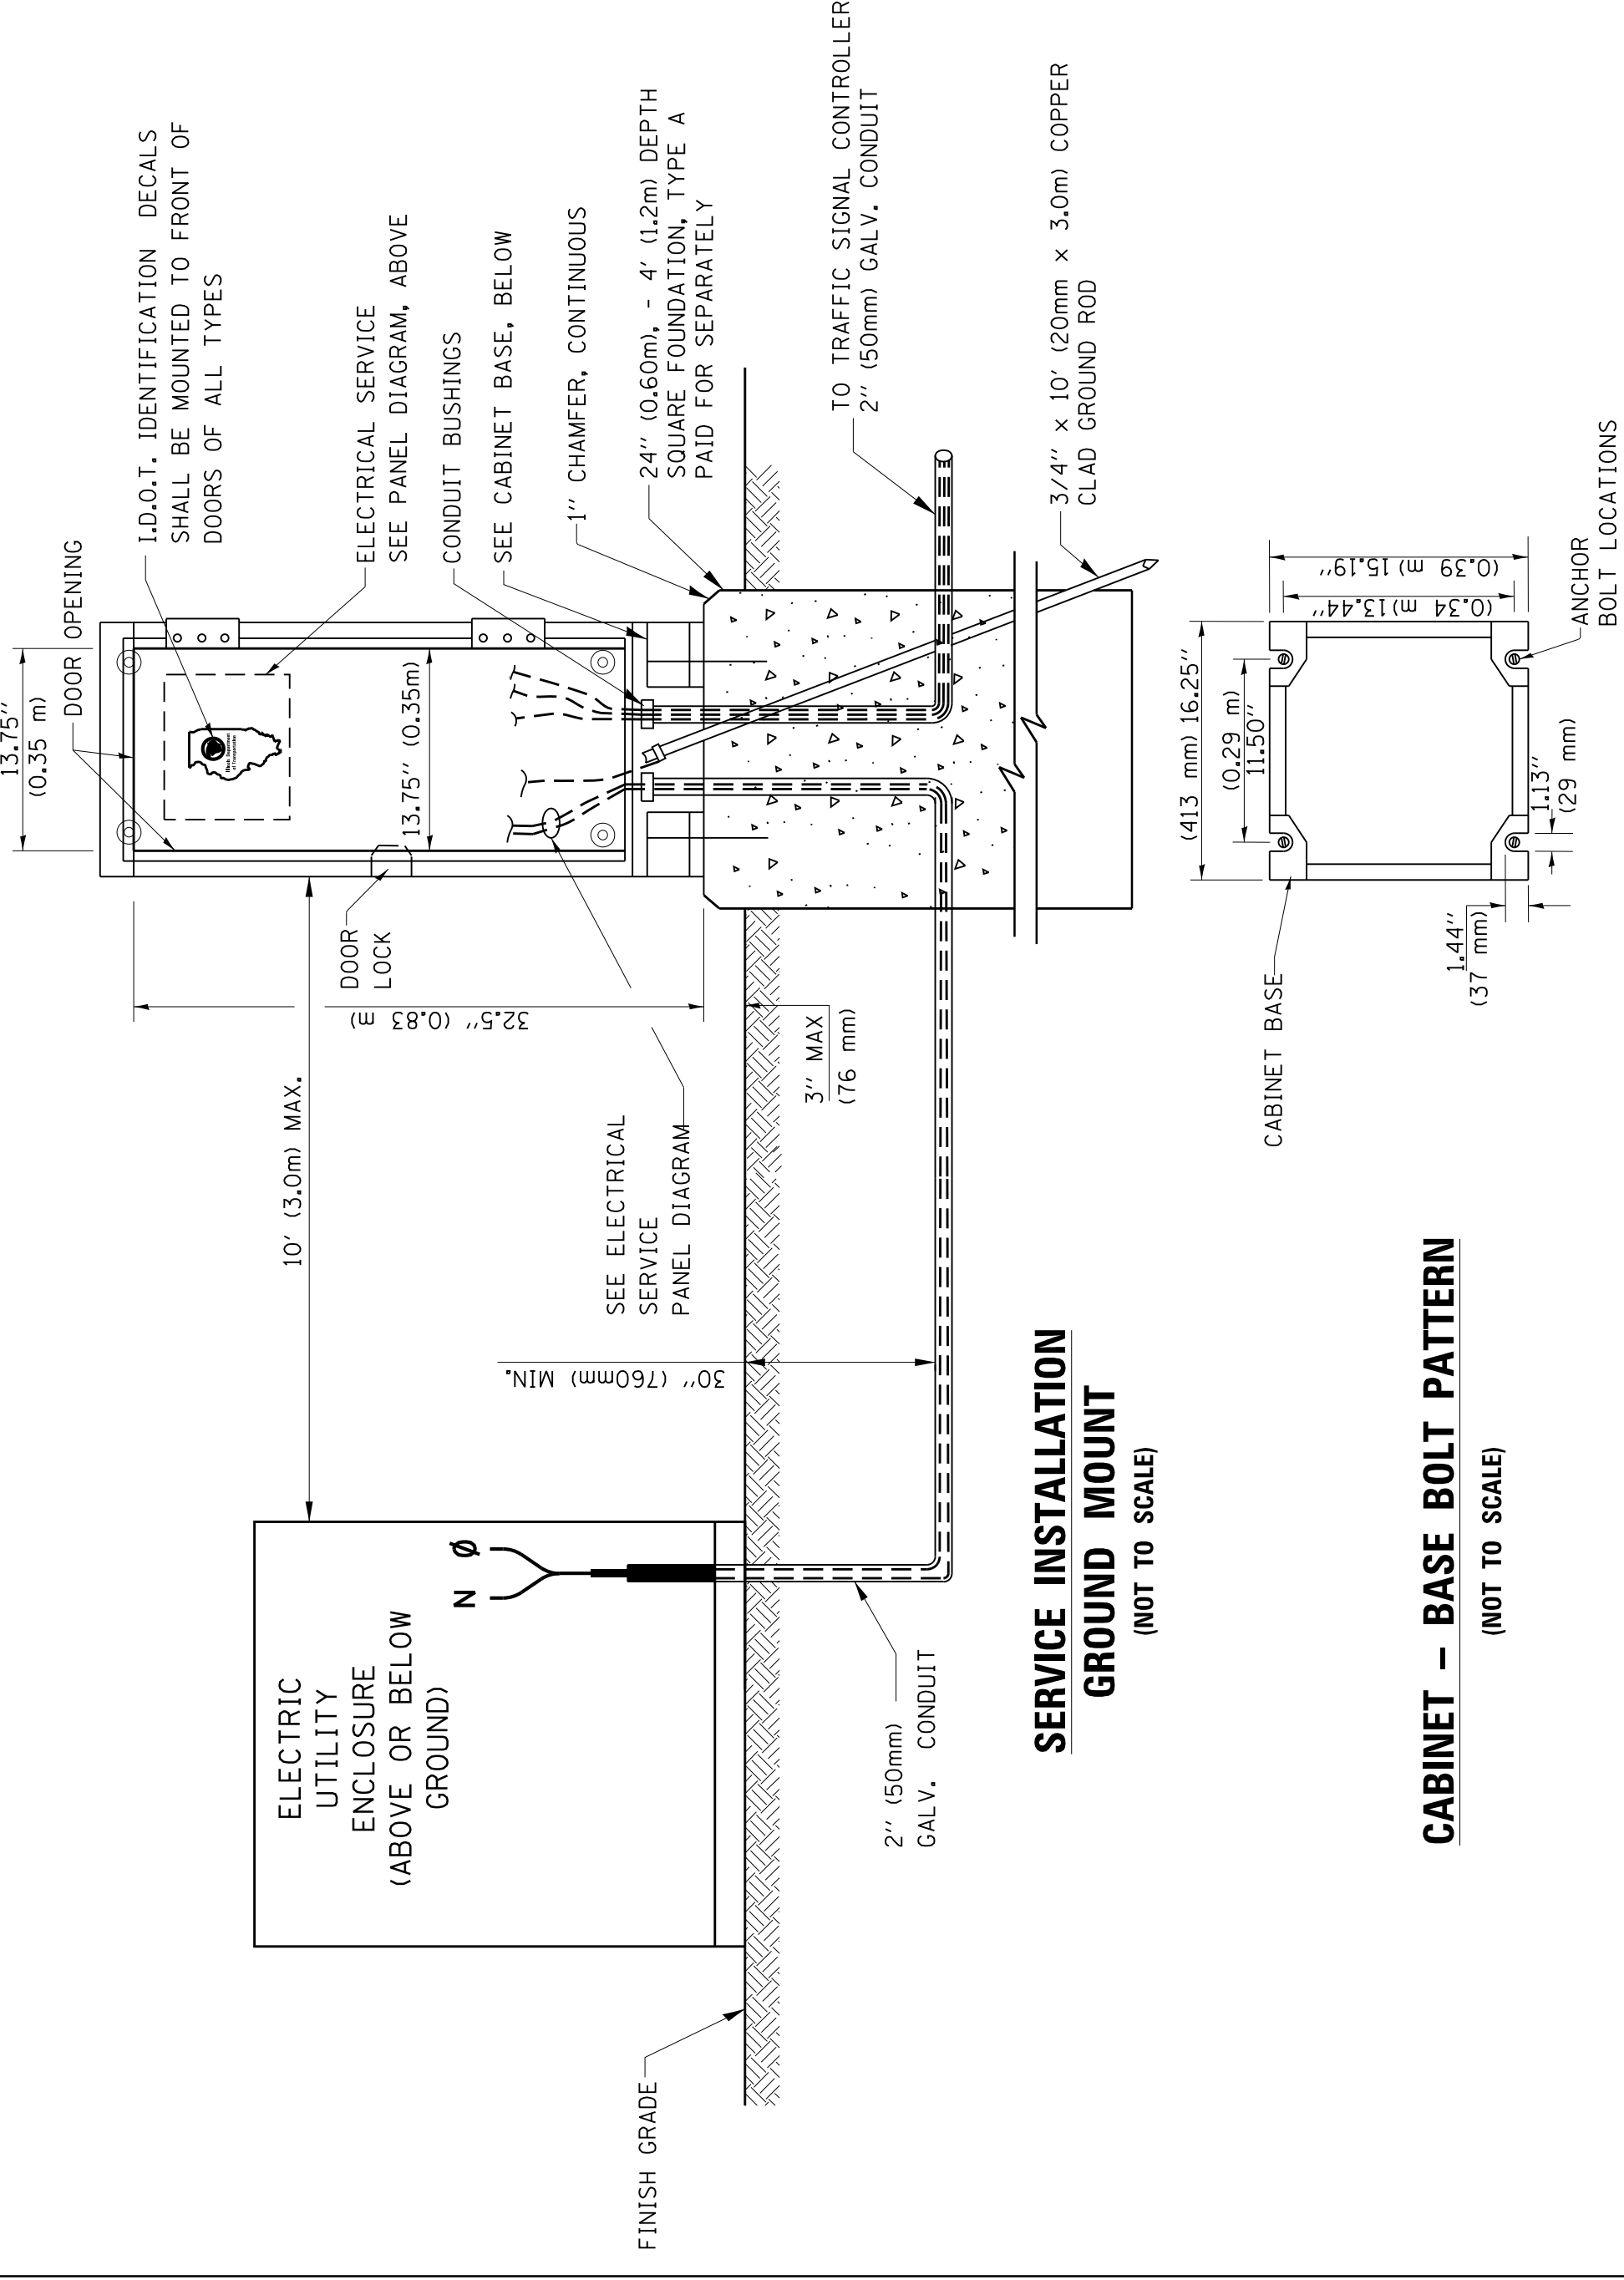 13.75"
(0.35 m)
DOOR OPENING
I.D.O.T. IDENTIFICATION DECALS
SHALL BE MOUNTED TO FRONT OF
DOORS OF ALL TYPES
Illinois Department
of Transportation
ELECTRICAL SERVICE
SEE PANEL DIAGRAM, ABOVE
13.75" (0.35m)
CONDUIT BUSHINGS
SEE CABINET BASE, BELOW
1" CHAMFER, CONTINUOUS
24" (0.60m), - 4' (1.2m) DEPTH
SQUARE FOUNDATION, TYPE A
PAID FOR SEPARATELY
TO TRAFFIC SIGNAL CONTROLLER
2" (50mm) GALV. CONDUIT
3/4" x 10' (20mm x 3.0m) COPPER
CLAD GROUND ROD
DOOR
LOCK
32.5" (0.83 m)
10' (3.0m) MAX.
SEE ELECTRICAL
SERVICE
PANEL DIAGRAM
3" MAX
(76 mm)
30" (760mm) MIN.
ELECTRIC
UTILITY
ENCLOSURE
(ABOVE OR BELOW
GROUND)
N Ø
FINISH GRADE
2" (50mm)
GALV. CONDUIT
SERVICE INSTALLATION
GROUND MOUNT
(NOT TO SCALE)
(413 mm) 16.25"
(0.29 m)
11.50"
(0.39 m) 15.19"
(0.34 m) 13.44"
1.13"
(29 mm)
1.44"
(37 mm)
CABINET BASE
ANCHOR
BOLT LOCATIONS
CABINET – BASE BOLT PATTERN
(NOT TO SCALE)